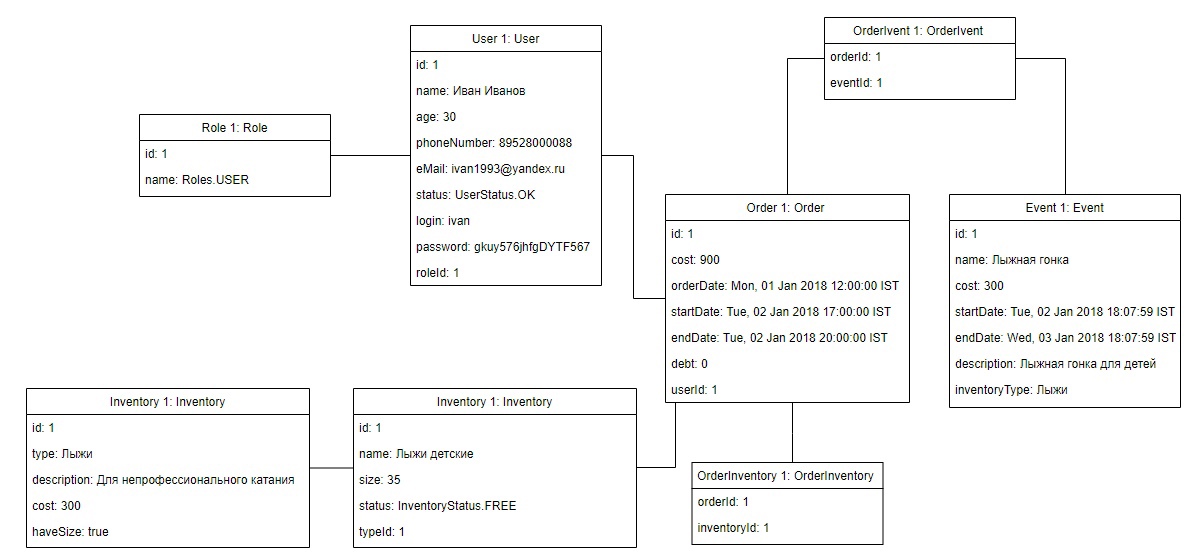 User 1: User
id: 1
name: Иван Иванов
age: 30
phoneNumber: 89528000088
eMail: ivan1993@yandex.ru
status: UserStatus.OK
login: ivan
password: gkuy576jhfgDYTF567
roleId: 1
OrderIvent 1: OrderIvent
orderId: 1
eventId: 1
Role 1: Role
id: 1
name: Roles.USER
Order 1: Order
id: 1
cost: 900
orderDate: Mon, 01 Jan 2018 12:00:00 IST
startDate: Tue, 02 Jan 2018 17:00:00 IST
endDate: Tue, 02 Jan 2018 20:00:00 IST
debt: 0
userId: 1
Event 1: Event
id: 1
name: Лыжная гонка
cost: 300
startDate: Tue, 02 Jan 2018 18:07:59 IST
endDate: Wed, 03 Jan 2018 18:07:59 IST
description: Лыжная гонка для детей
inventoryType: Лыжи
Inventory 1: Inventory
id: 1
type: Лыжи
description: Для непрофессионального катания
cost: 300
haveSize: true
Inventory 1: Inventory
id: 1
name: Лыжи детские
size: 35
status: InventoryStatus.FREE
typeId: 1
OrderInventory 1: OrderInventory
orderId: 1
inventoryId: 1